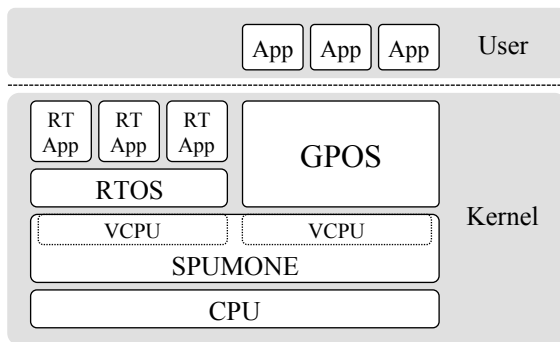 App App App User
RT RT RT
App App App
GPOS
RTOS
Kernel
VCPU VCPU
SPUMONE
CPU